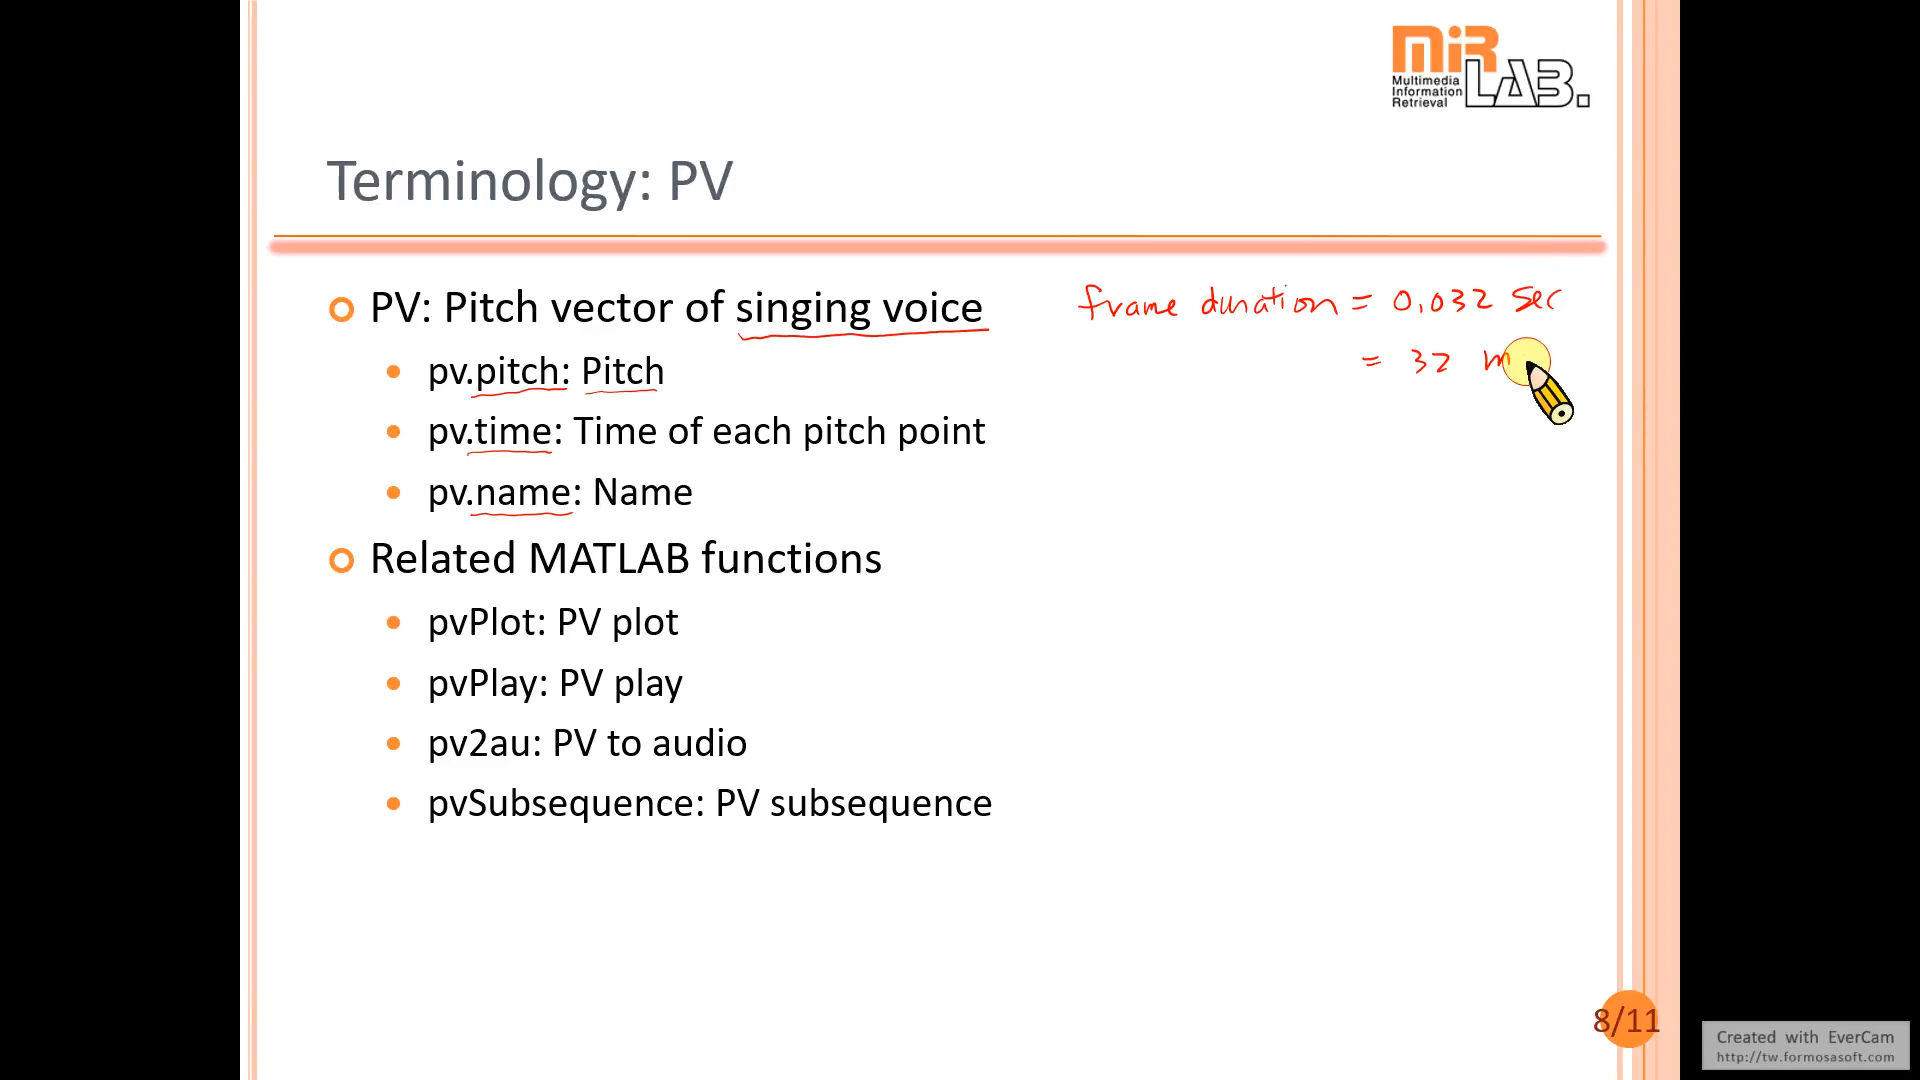 MiR
Multimedia
Information
Retrieval
LAB.
Terminology: PV
PV: Pitch vector of singing voice
frame duration = 0.032 sec
pv.pitch: Pitch
= 32 m
pv.time: Time of each pitch point
pv.name: Name
Related MATLAB functions
pvPlot: PV plot
pvPlay: PV play
pv2au: PV to audio
pvSubsequence: PV subsequence
8/11
Created with EverCam
http://tw.formosasoft.com